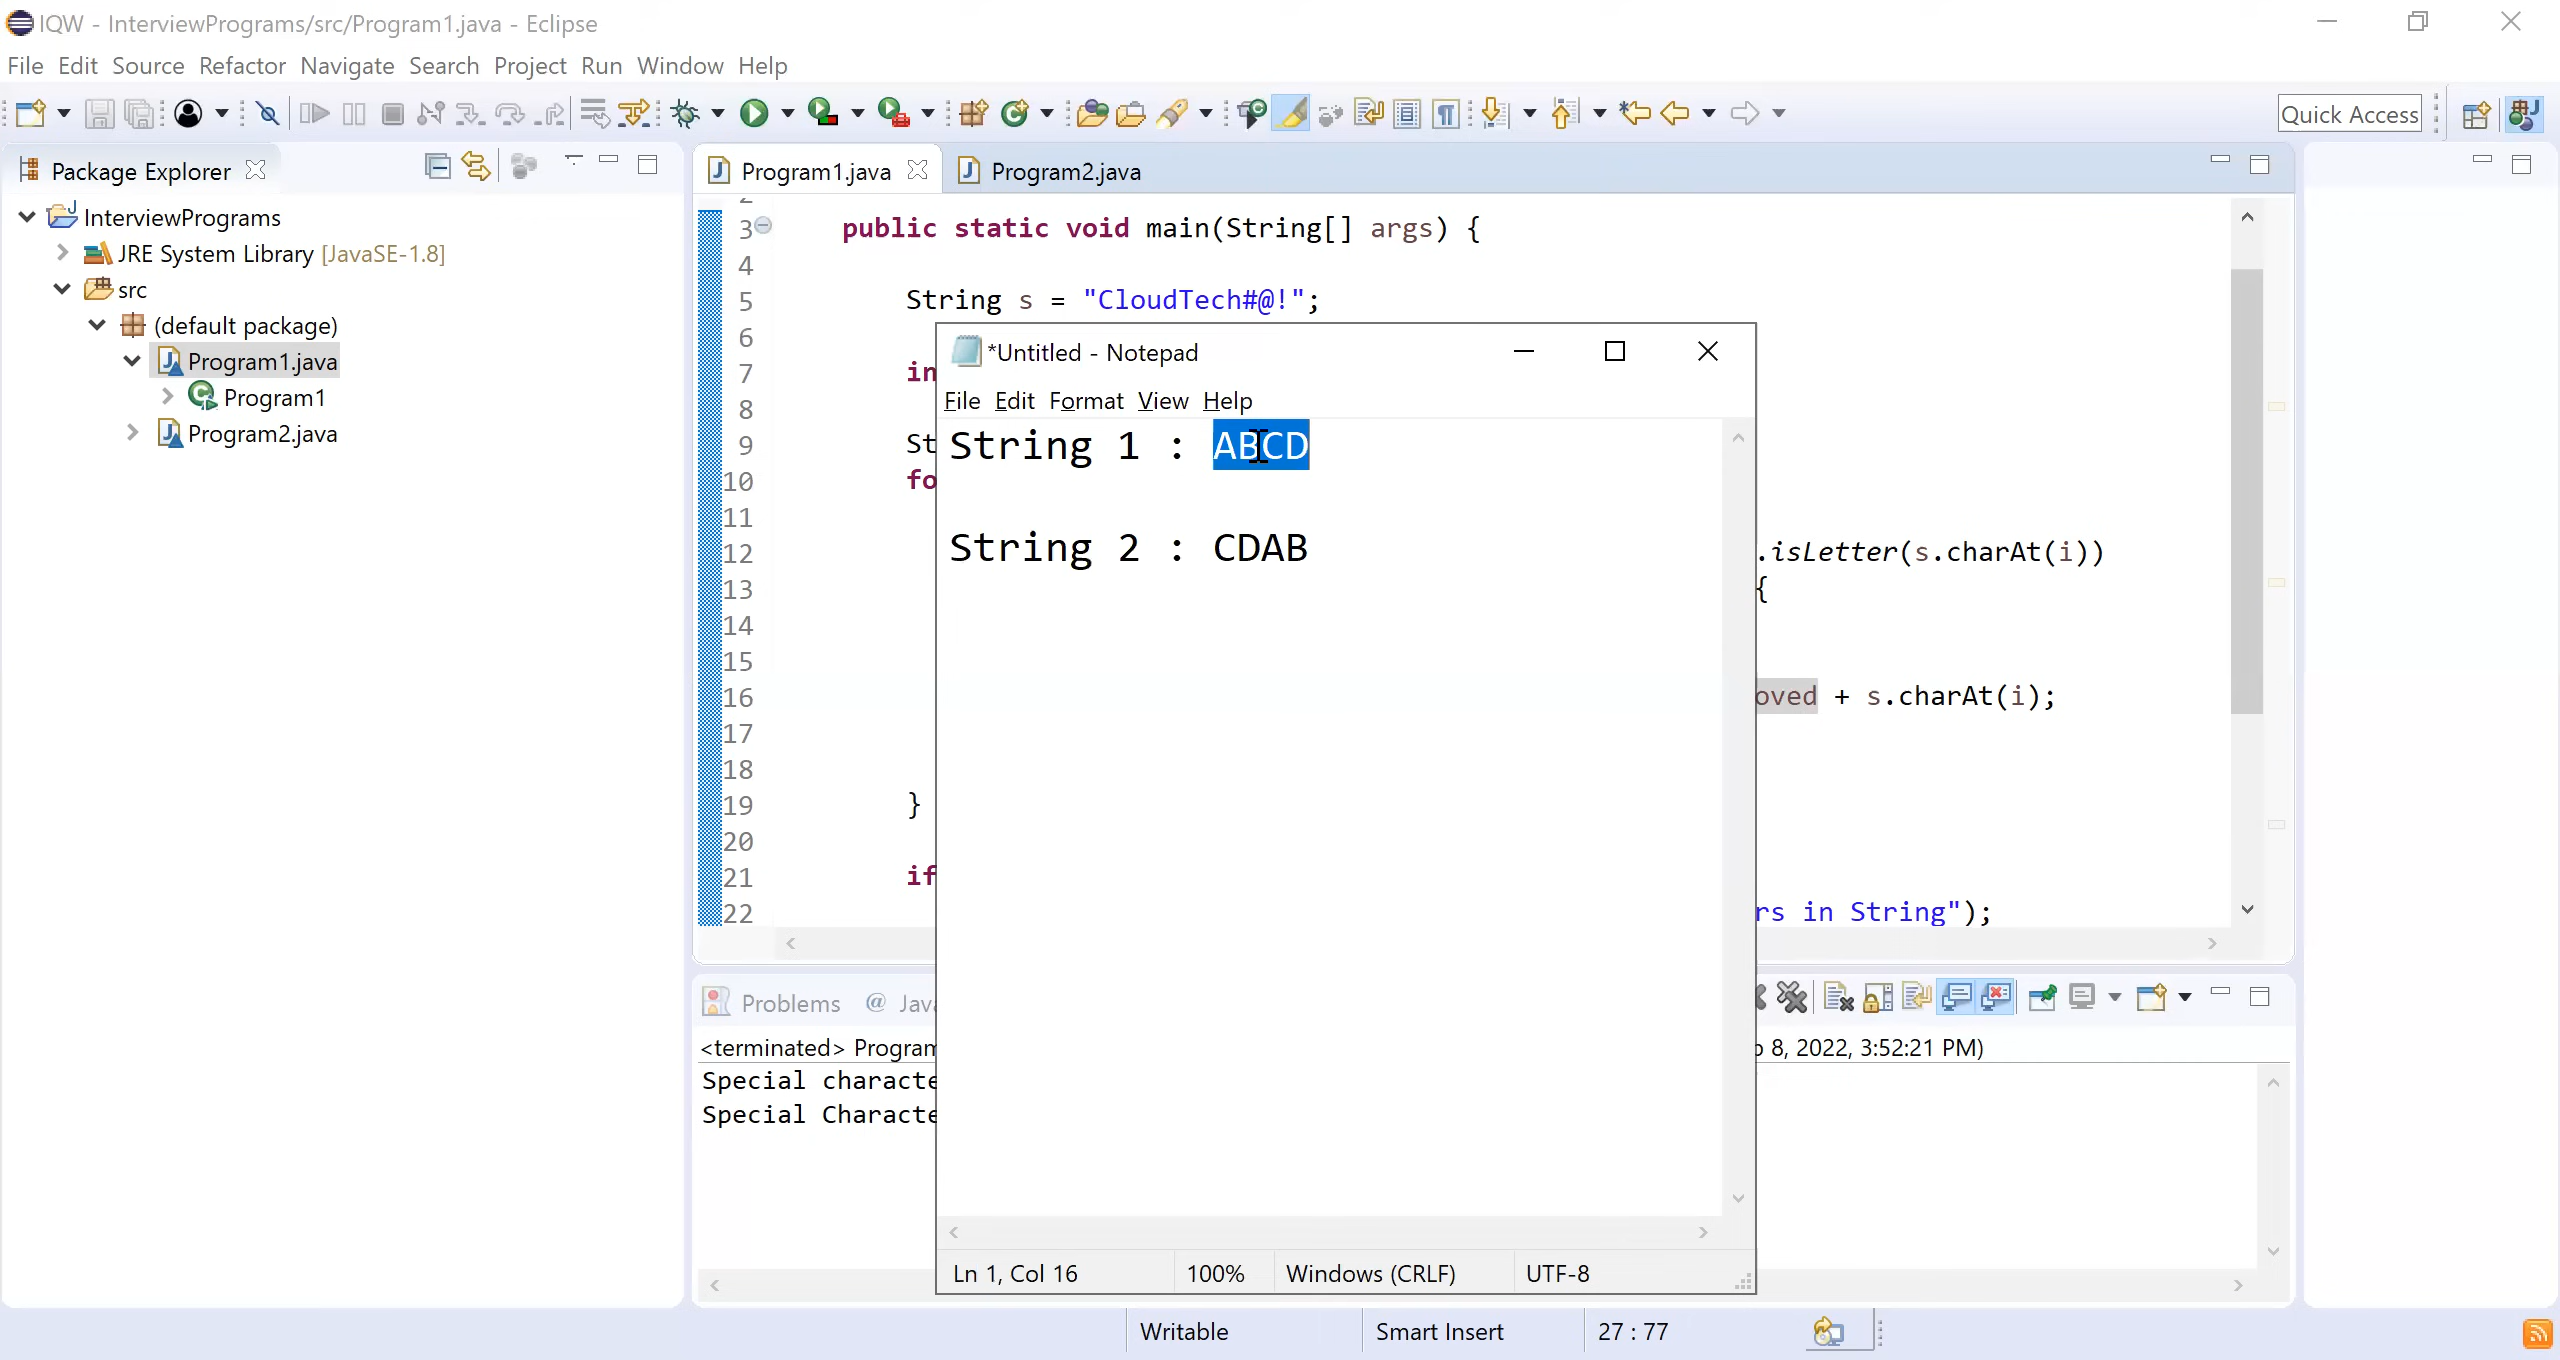 IQW - InterviewPrograms/src/Program1.java - Eclipse
File Edit Source Refactor Navigate Search Project Run Window Help
Quick Access
Package Explorer
InterviewPrograms
JRE System Library [JavaSE-1.8]
src
(default package)
Program1.java
Program1
Program2.java
Program1.java
Program2.java
3 public static void main(String[] args) {
4
5 String s = "CloudTech#@!";
6
7 in
8
9 St
10 fo
11
12 .isLetter(s.charAt(i))
13 {
14
15
16 oved + s.charAt(i);
17
18
19 }
20
21 if
22 rs in String");
*Untitled - Notepad
File Edit Format View Help
String 1 : ABCD
String 2 : CDAB
Ln 1, Col 16 100% Windows (CRLF) UTF-8
Problems @ Java
<terminated> Program 8, 2022, 3:52:21 PM)
Special characte
Special Characte
Writable Smart Insert 27 : 77